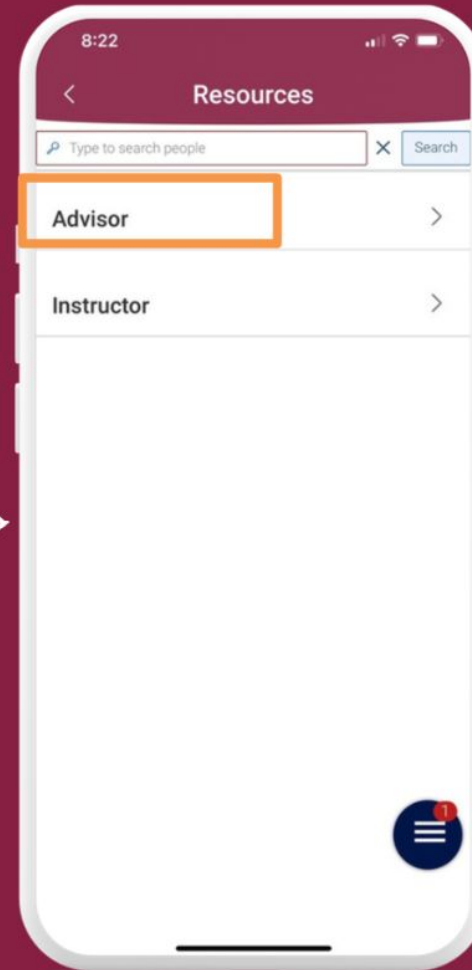 8:22
Resources
Type to search people
Search
Advisor
Instructor
1